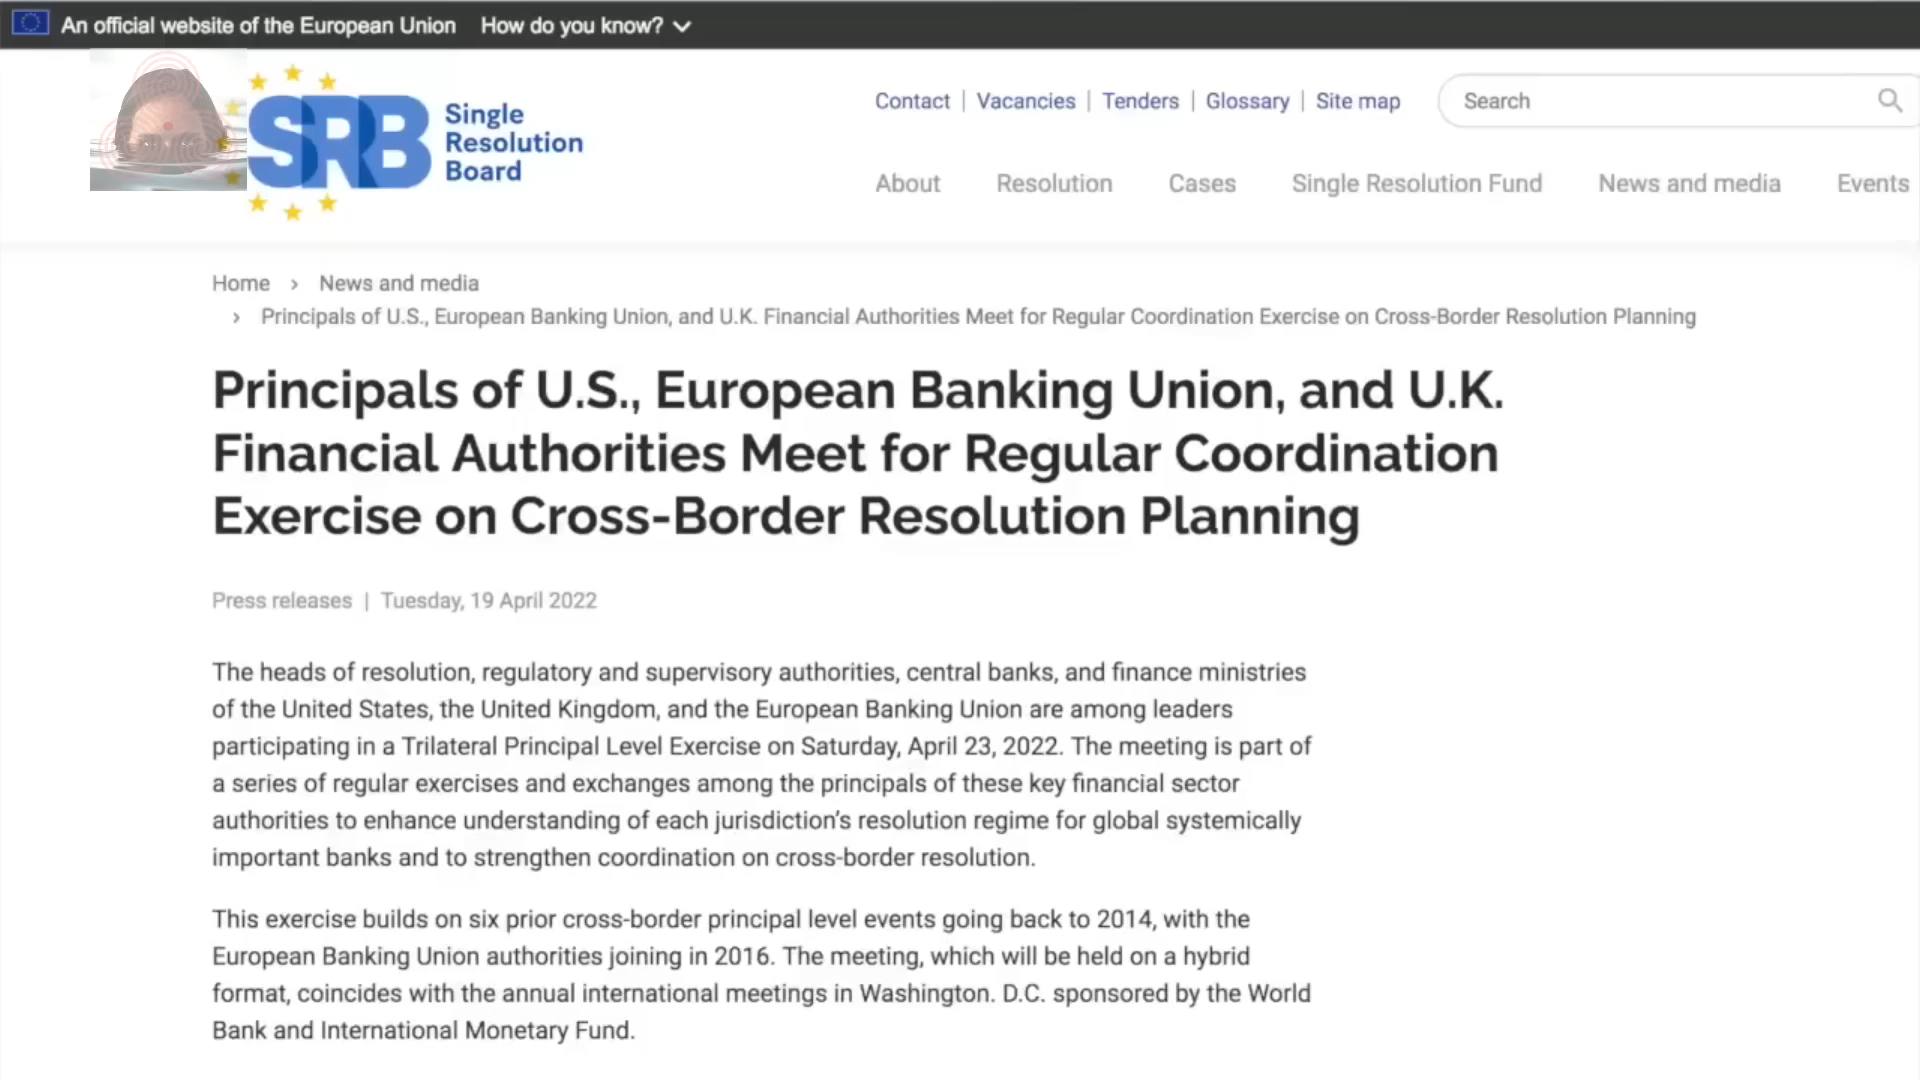 An official website of the European Union How do you know?
SRB Single
Resolution
Board
Contact | Vacancies | Tenders | Glossary | Site map
Search
About Resolution Cases Single Resolution Fund News and media Events
Home › News and media
› Principals of U.S., European Banking Union, and U.K. Financial Authorities Meet for Regular Coordination Exercise on Cross-Border Resolution Planning
Principals of U.S., European Banking Union, and U.K.
Financial Authorities Meet for Regular Coordination
Exercise on Cross-Border Resolution Planning
Press releases | Tuesday, 19 April 2022
The heads of resolution, regulatory and supervisory authorities, central banks, and finance ministries
of the United States, the United Kingdom, and the European Banking Union are among leaders
participating in a Trilateral Principal Level Exercise on Saturday, April 23, 2022. The meeting is part of
a series of regular exercises and exchanges among the principals of these key financial sector
authorities to enhance understanding of each jurisdiction’s resolution regime for global systemically
important banks and to strengthen coordination on cross-border resolution.
This exercise builds on six prior cross-border principal level events going back to 2014, with the
European Banking Union authorities joining in 2016. The meeting, which will be held on a hybrid
format, coincides with the annual international meetings in Washington. D.C. sponsored by the World
Bank and International Monetary Fund.